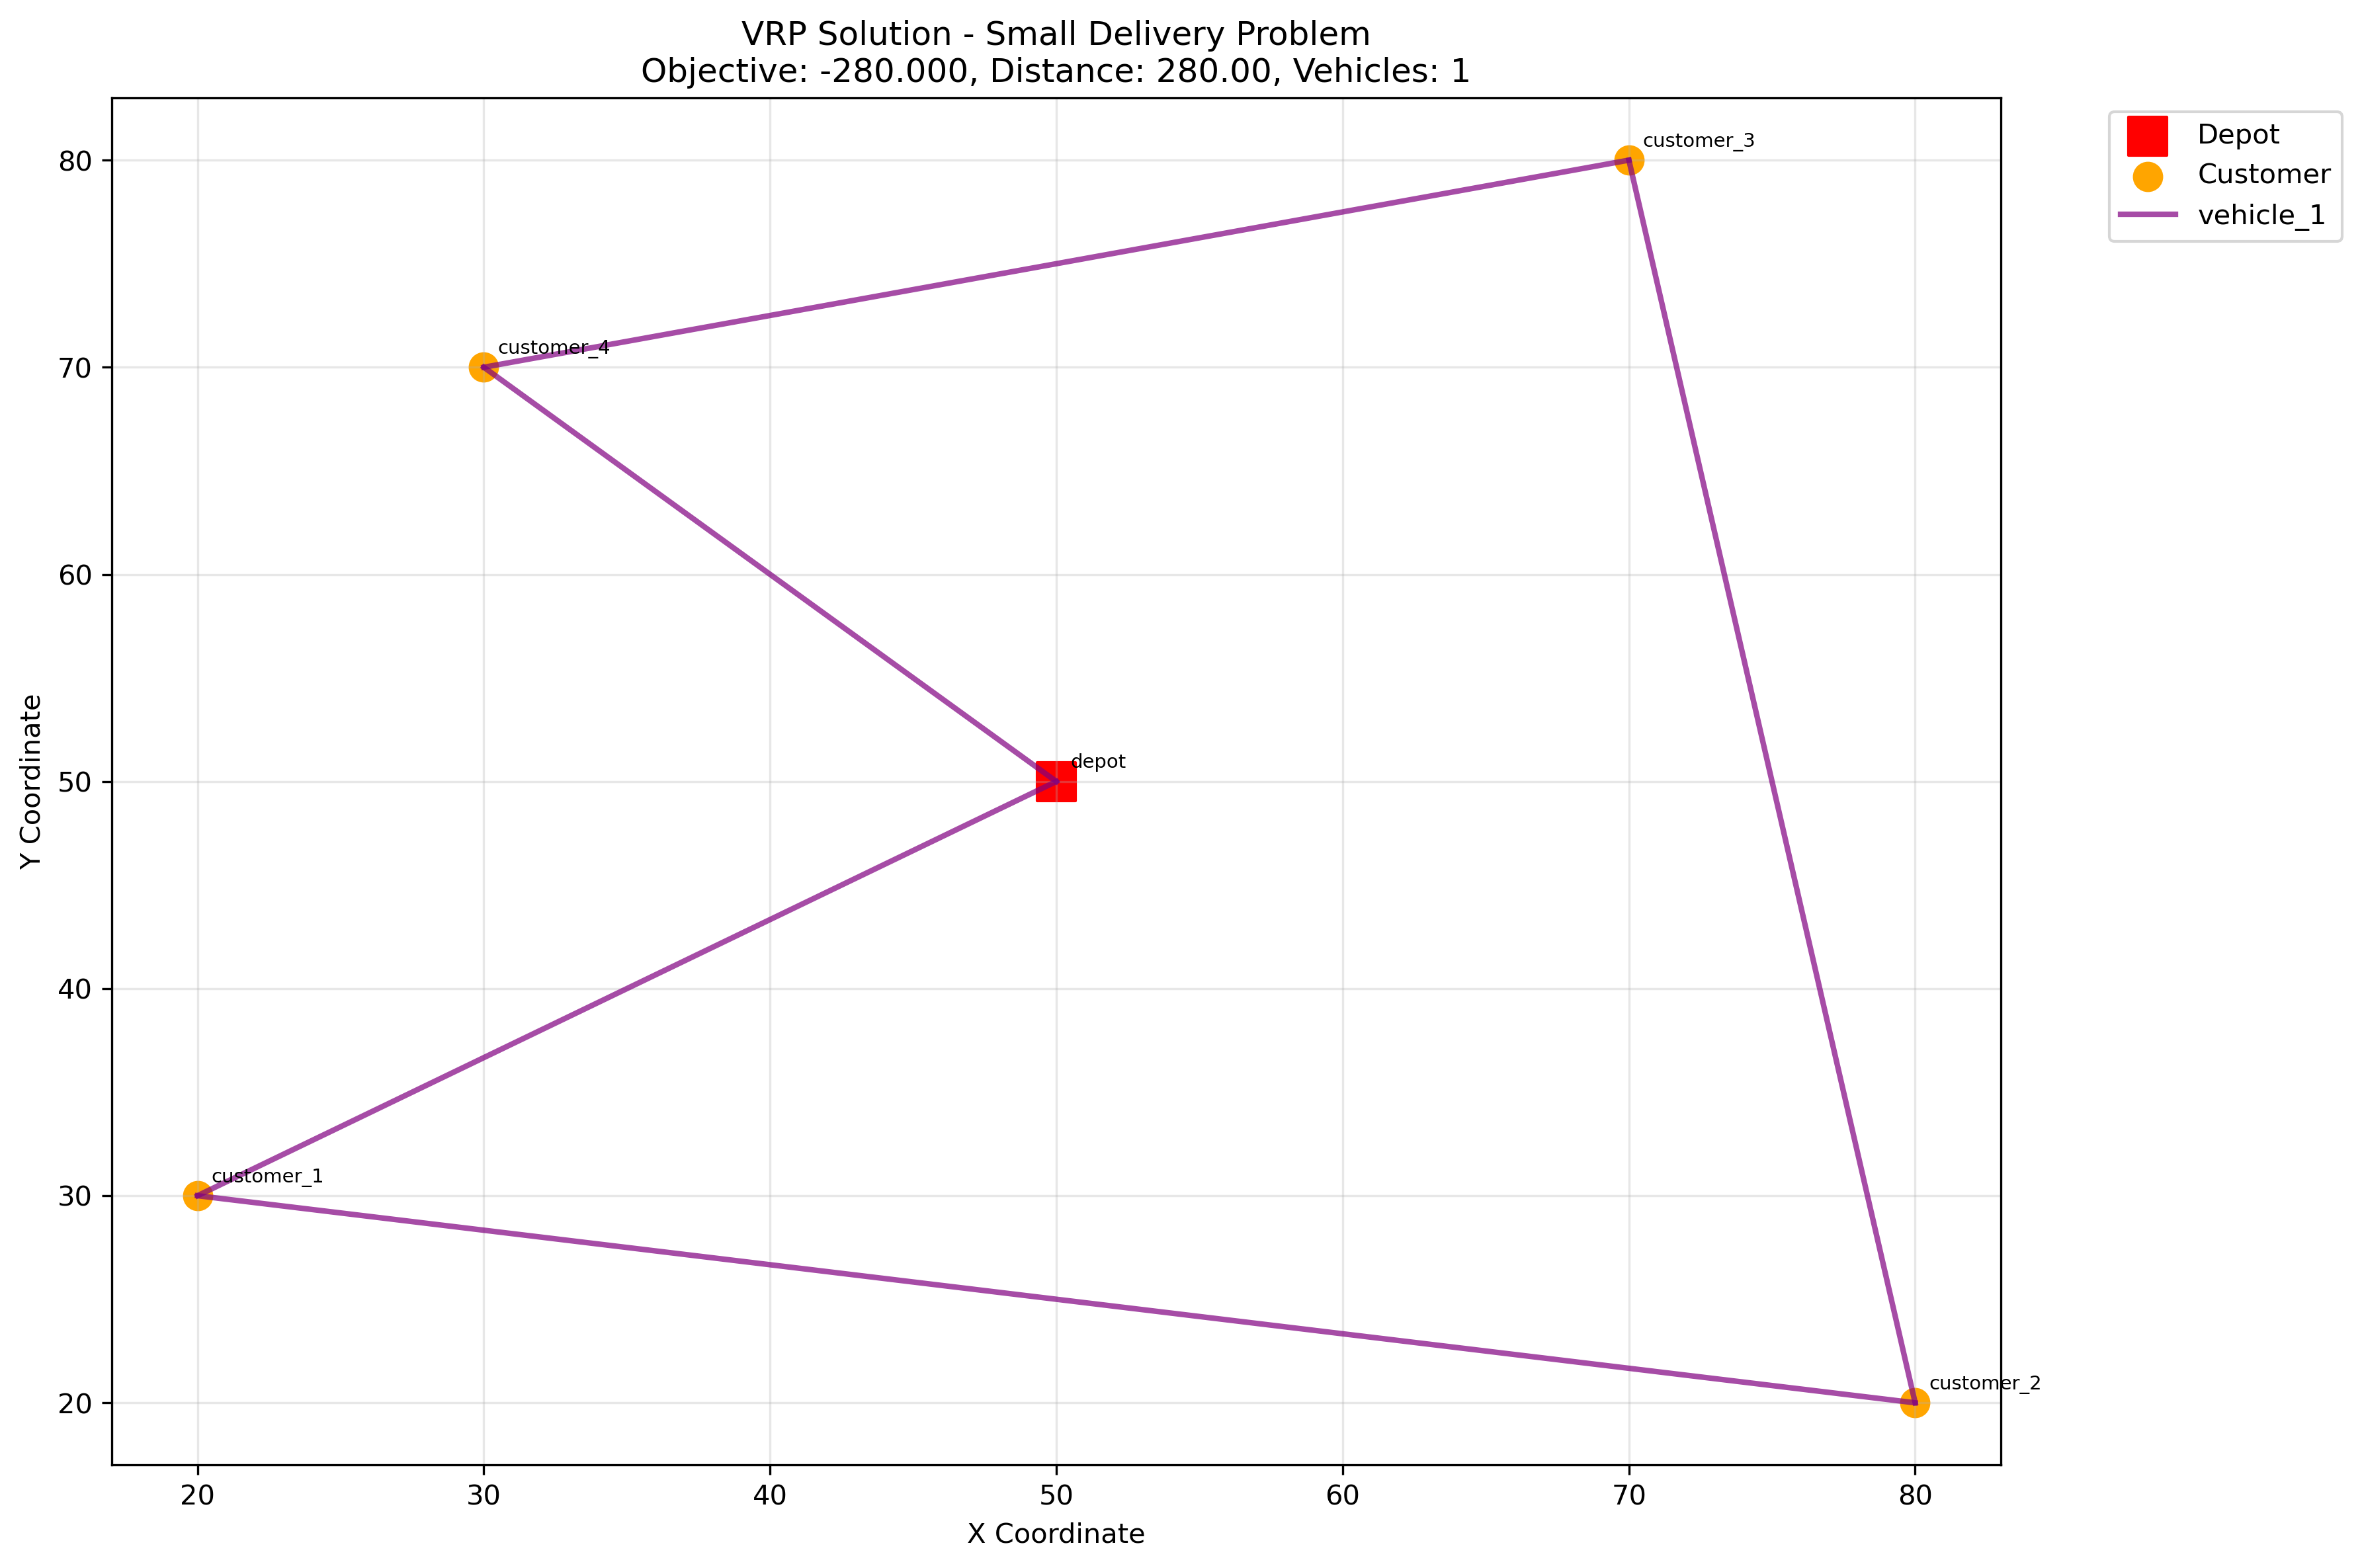 VRP Solution - Small Delivery Problem
Objective: -280.000, Distance: 280.00, Vehicles: 1
Depot
Customer
vehicle_1
customer_3
customer_4
depot
customer_1
customer_2
80
70
60
50
40
30
20
Y Coordinate
20 30 40 50 60 70 80
X Coordinate